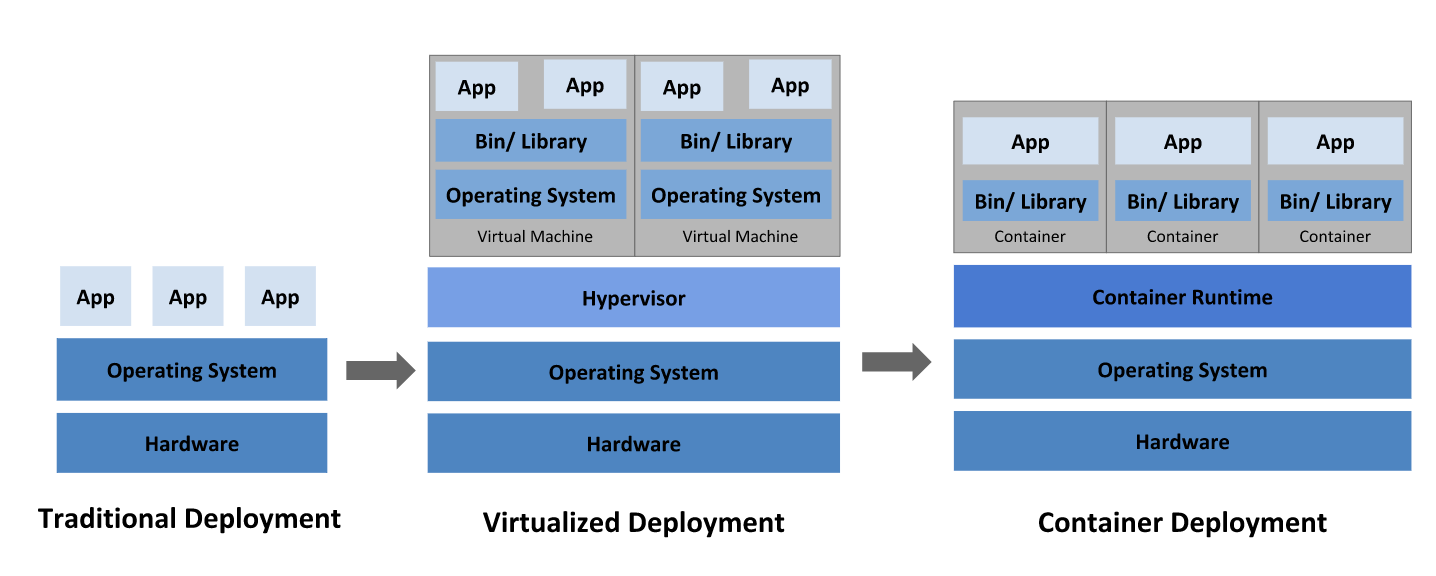 App App App
Operating System
Hardware
Traditional Deployment
App App App App
Bin/ Library Bin/ Library
Operating System Operating System
Virtual Machine Virtual Machine
Hypervisor
Operating System
Hardware
Virtualized Deployment
App App App
Bin/ Library Bin/ Library Bin/ Library
Container Container Container
Container Runtime
Operating System
Hardware
Container Deployment